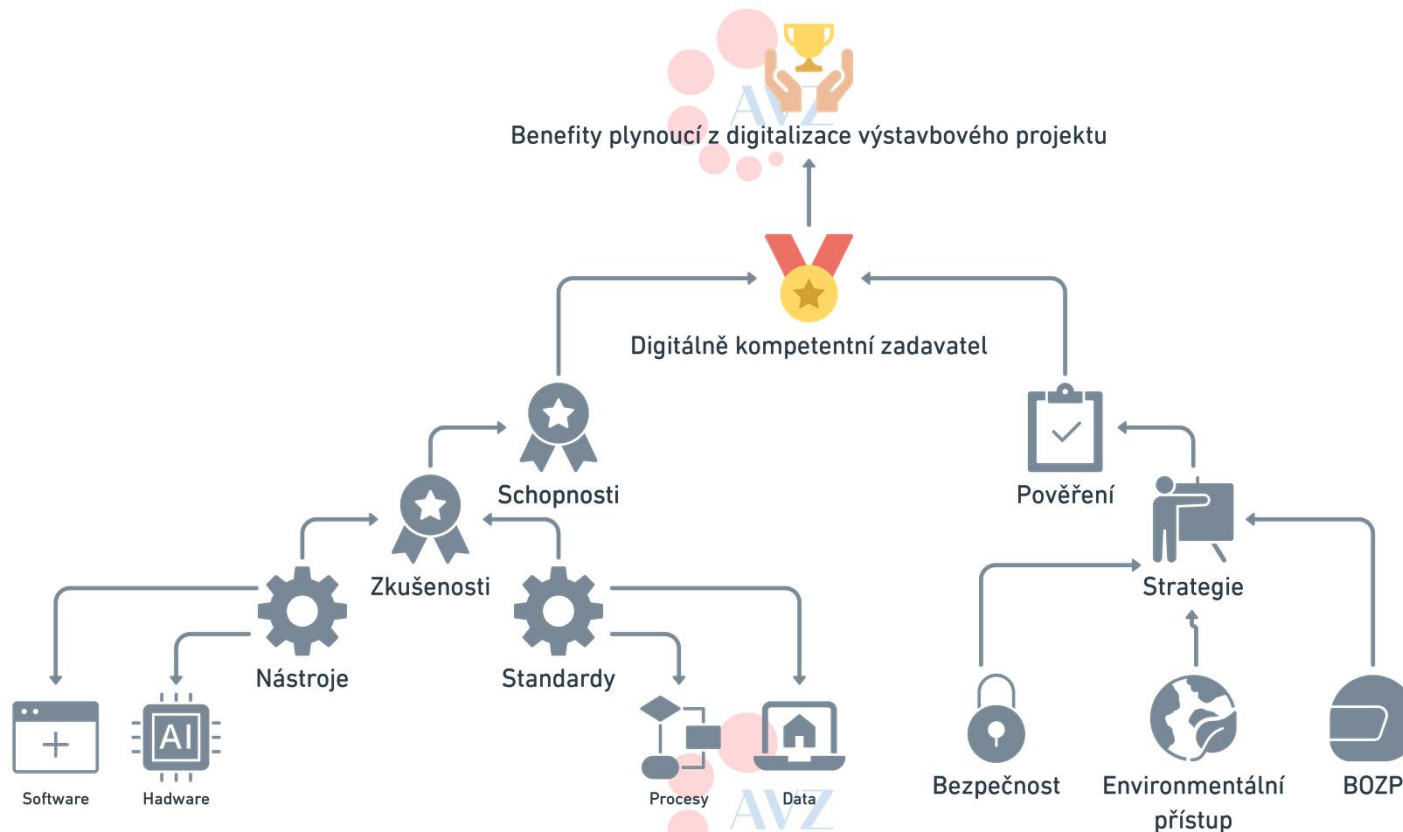 AVZ
Benefity plynoucí z digitalizace výstavbového projektu
Digitálně kompetentní zadavatel
Schopnosti
Pověření
Zkušenosti
Strategie
Nástroje
Standardy
AI
Software
Hadware
Procesy
Data
Bezpečnost
Environmentální
přístup
BOZP
AVZ